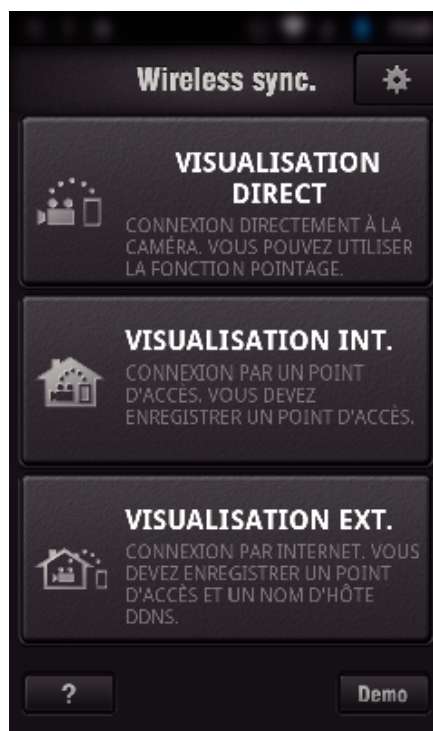 Wireless sync.
VISUALISATION
DIRECT
CONNEXION DIRECTEMENT À LA
CAMÉRA. VOUS POUVEZ UTILISER
LA FONCTION POINTAGE.
VISUALISATION INT.
CONNEXION PAR UN POINT
D'ACCÈS. VOUS DEVEZ
ENREGISTRER UN POINT D'ACCÈS.
VISUALISATION EXT.
CONNEXION PAR INTERNET. VOUS
DEVEZ ENREGISTRER UN POINT
D'ACCÈS ET UN NOM D'HÔTE
DDNS.
? Demo